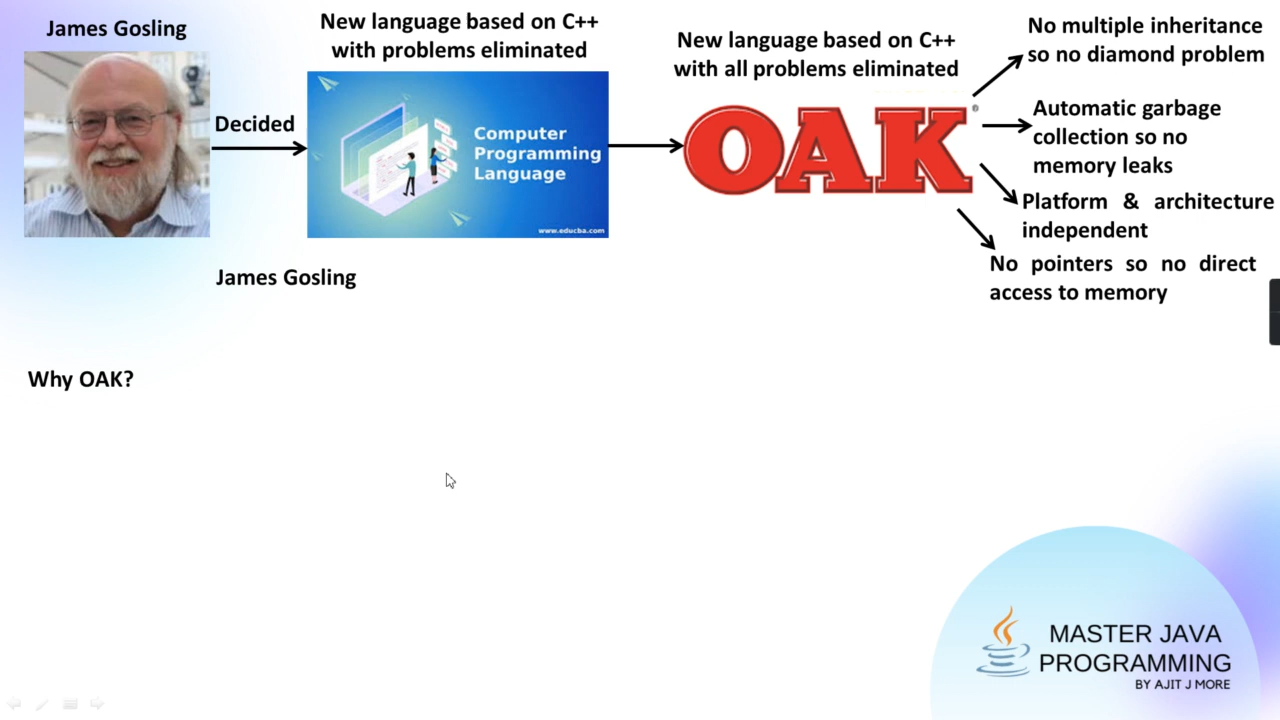 James Gosling
Decided
New language based on C++
with problems eliminated
Computer
Programming
Language
www.educba.com
New language based on C++
with all problems eliminated
OAK
®
No multiple inheritance
so no diamond problem
Automatic garbage
collection so no
memory leaks
Platform & architecture
independent
No pointers so no direct
access to memory
James Gosling
Why OAK?
MASTER JAVA
PROGRAMMING
BY AJIT J MORE